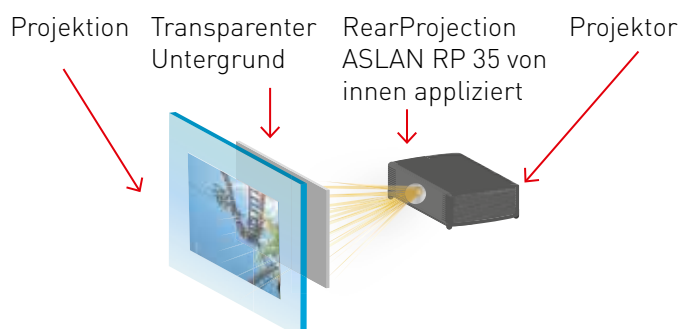 Projektion
Transparenter
Untergrund
RearProjection
ASLAN RP 35 von
innen appliziert
Projektor